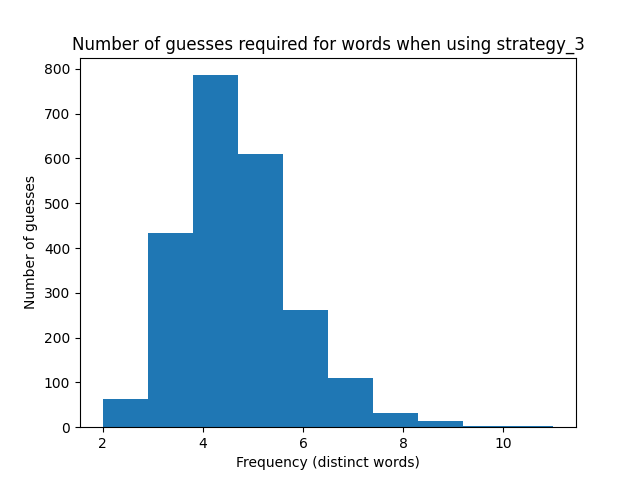 Number of guesses required for words when using strategy_3
800
700
600
500
400
300
200
100
0
Number of guesses
2 4 6 8 10
Frequency (distinct words)